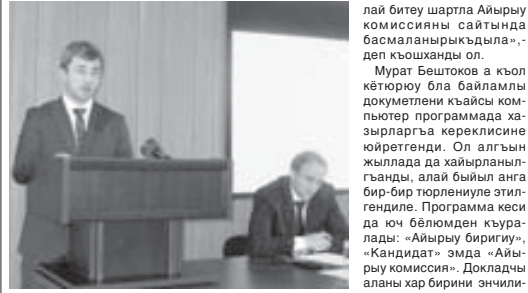 лай битеу шартла Айырыу
комиссияны сайтында
басмаланырыкъдыла»,-
деп къошханды ол.
Мурат Бештоков а къол
кётюрюу бла байламлы
докуметлени къайсы ком-
пьютер программада ха-
зырларгъа кереклисине
юйретгенди. Ол алгъын
жыллада да хайырланыл-
гъанды, алай быйыл анга
бир-бир тюрлениуле этил-
гендиле. Программа кеси
да юч бёлюмден къура-
лады: «Айырыу биригиу»,
«Кандидат» эмда «Айы-
рыу комиссия». Докладчы
аланы хар бирини энчили-